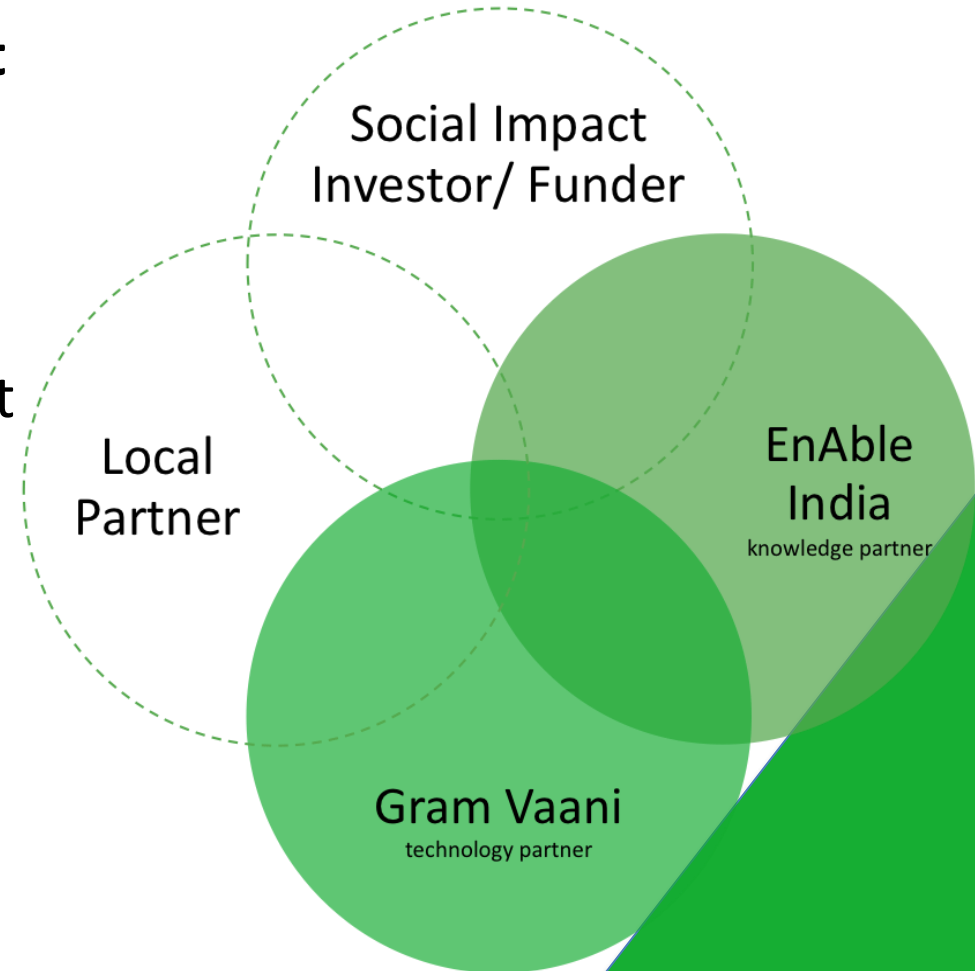 t
Social Impact
Investor/ Funder
t
Local
Partner
EnAble
India
knowledge partner
Gram Vaani
technology partner